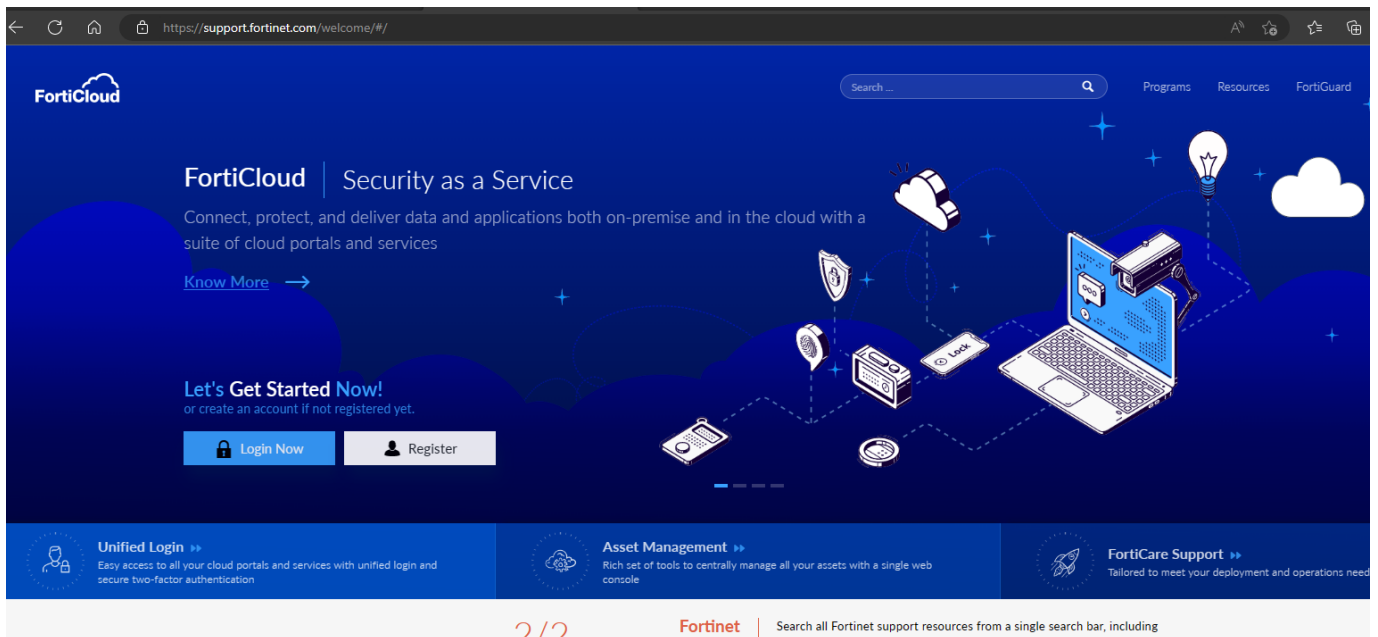 https://support.fortinet.com/welcome/#/
FortiCloud
Search ...
Programs
Resources
FortiGuard
FortiCloud
Security as a Service
Connect, protect, and deliver data and applications both on-premise and in the cloud with a
suite of cloud portals and services
Know More
Lock
Let's Get Started Now!
or create an account if not registered yet.
Login Now
Register
Unified Login
Easy access to all your cloud portals and services with unified login and
secure two-factor authentication
Asset Management
Rich set of tools to centrally manage all your assets with a single web
console
FortiCare Support
Tailored to meet your deployment and operations need
2/2
Fortinet
Search all Fortinet support resources from a single search bar, including